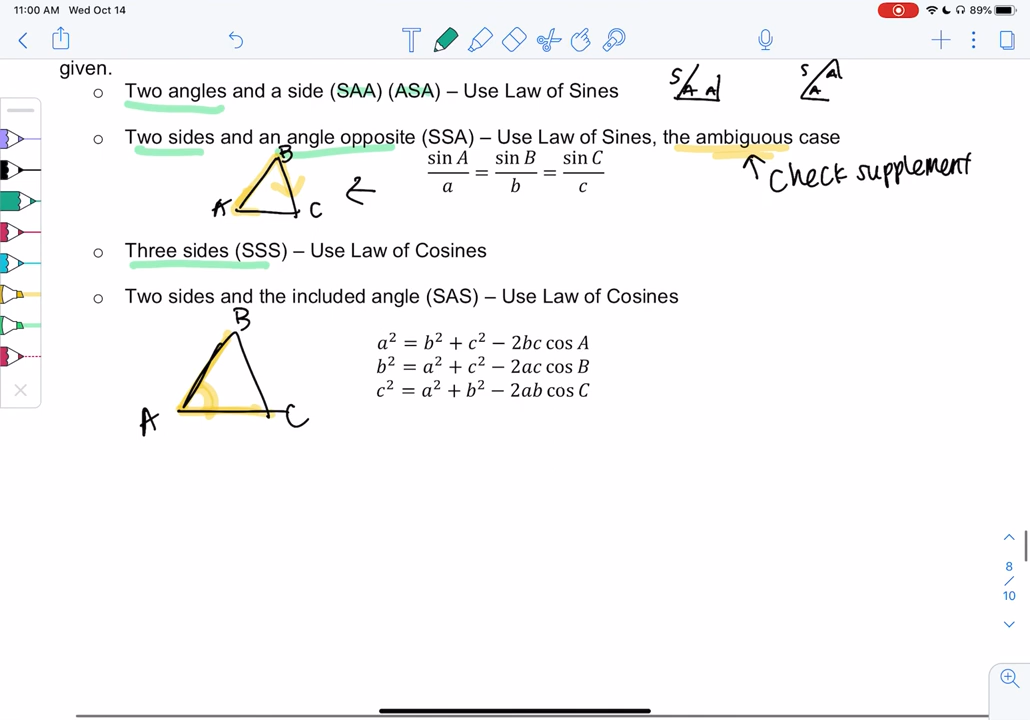 11:00 AM Wed Oct 14
89%
T
given.
○ Two angles and a side (SAA) (ASA) – Use Law of Sines
S A A
S A A
○ Two sides and an angle opposite (SSA) – Use Law of Sines, the ambiguous case
↑ Check supplement
B
A C ←
sin A / a = sin B / b = sin C / c
○ Three sides (SSS) – Use Law of Cosines
○ Two sides and the included angle (SAS) – Use Law of Cosines
B
A C
a² = b² + c² − 2bc cos A
b² = a² + c² − 2ac cos B
c² = a² + b² − 2ab cos C
8
/
10